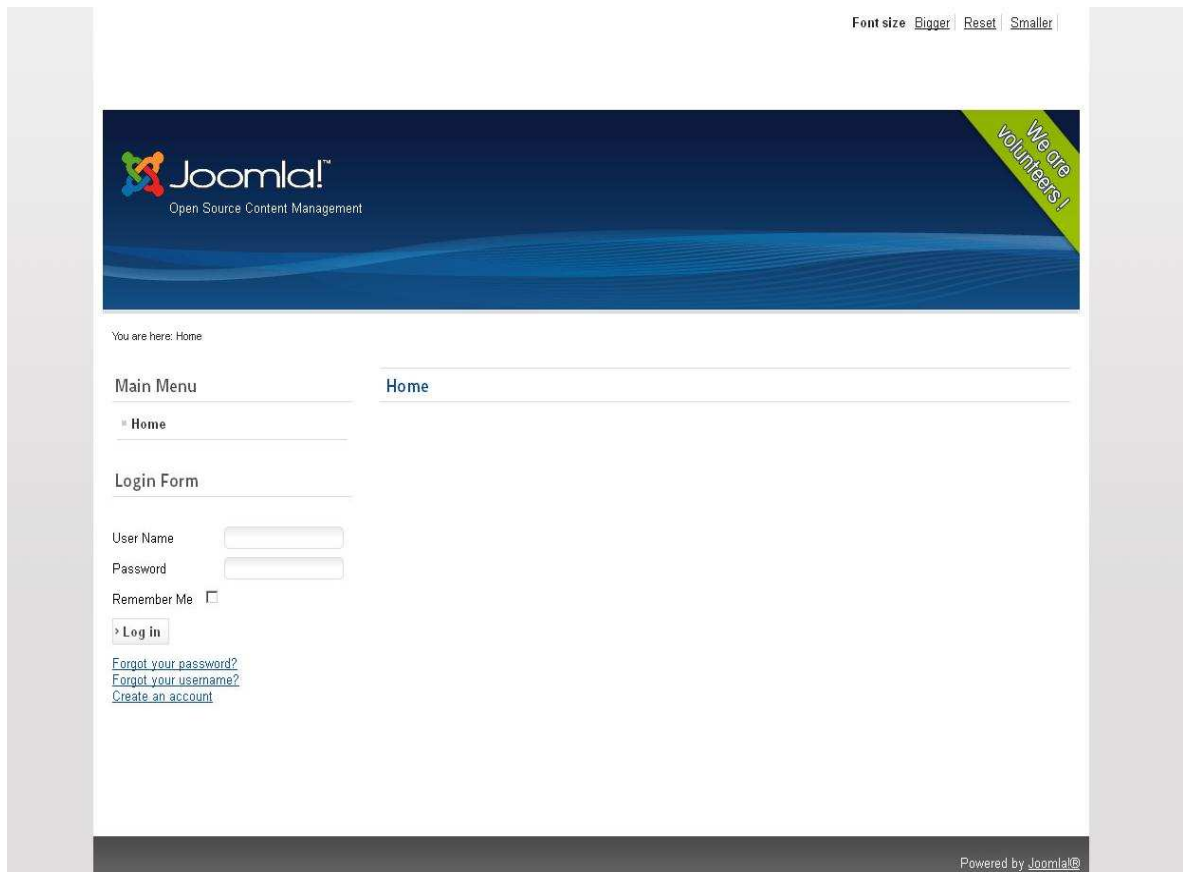 Font size Bigger Reset Smaller
We are
volunteers!
Joomla!™
Open Source Content Management
You are here: Home
Main Menu
Home
Home
Login Form
User Name
Password
Remember Me
Log in
Forgot your password?
Forgot your username?
Create an account
Powered by Joomla!®